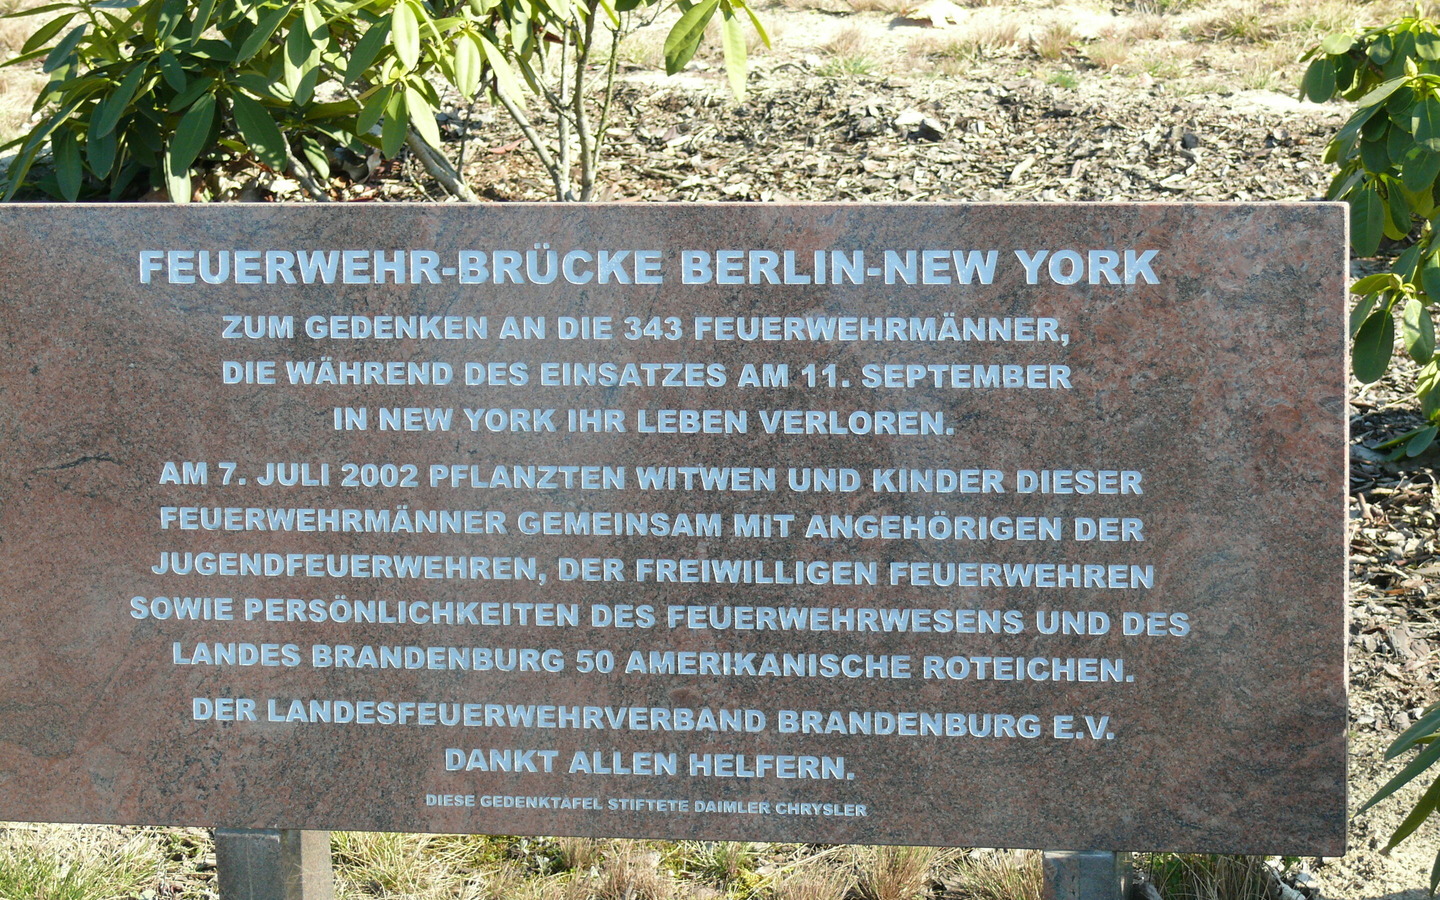 FEUERWEHR-BRÜCKE BERLIN-NEW YORK
ZUM GEDENKEN AN DIE 343 FEUERWEHRMÄNNER,
DIE WÄHREND DES EINSATZES AM 11. SEPTEMBER
IN NEW YORK IHR LEBEN VERLOREN.
AM 7. JULI 2002 PFLANZTEN WITWEN UND KINDER DIESER
FEUERWEHRMÄNNER GEMEINSAM MIT ANGEHÖRIGEN DER
JUGENDFEUERWEHREN, DER FREIWILLIGEN FEUERWEHREN
SOWIE PERSÖNLICHKEITEN DES FEUERWEHRWESENS UND DES
LANDES BRANDENBURG 50 AMERIKANISCHE ROTEICHEN.
DER LANDESFEUERWEHRVERBAND BRANDENBURG E.V.
DANKT ALLEN HELFERN.
DIESE GEDENKTAFEL STIFTETE DAIMLER CHRYSLER